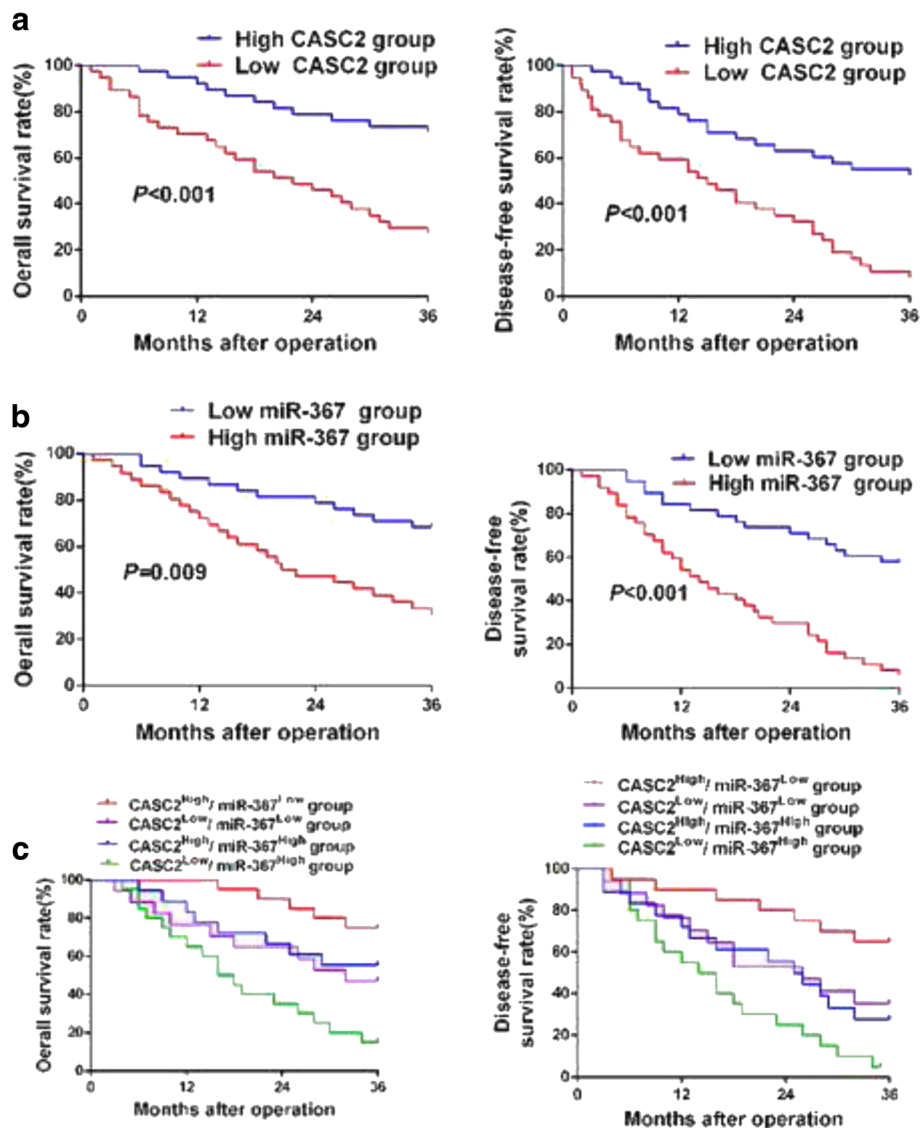 a
High CASC2 group
Low CASC2 group
Oerall survival rate(%)
100
80
60
40
20
0
P<0.001
0 12 24 36
Months after operation
High CASC2 group
Low CASC2 group
Disease-free survival rate(%)
100
80
60
40
20
0
P<0.001
0 12 24 36
Months after operation
b
Low miR-367 group
High miR-367 group
Oerall survival rate(%)
100
80
60
40
20
0
P=0.009
0 12 24 36
Months after operation
Low miR-367 group
High miR-367 group
Disease-free
survival rate(%)
100
80
60
40
20
0
P<0.001
0 12 24 36
Months after operation
c
CASC2High/ miR-367Low group
CASC2Low/ miR-367Low group
CASC2High/ miR-367High group
CASC2Low/ miR-367High group
Oerall survival rate(%)
100
80
60
40
20
0
0 12 24 36
Months after operation
CASC2High/ miR-367Low group
CASC2Low/ miR-367Low group
CASC2High/ miR-367High group
CASC2Low/ miR-367High group
Disease-free
survival rate(%)
100
80
60
40
20
0
0 12 24 36
Months after operation